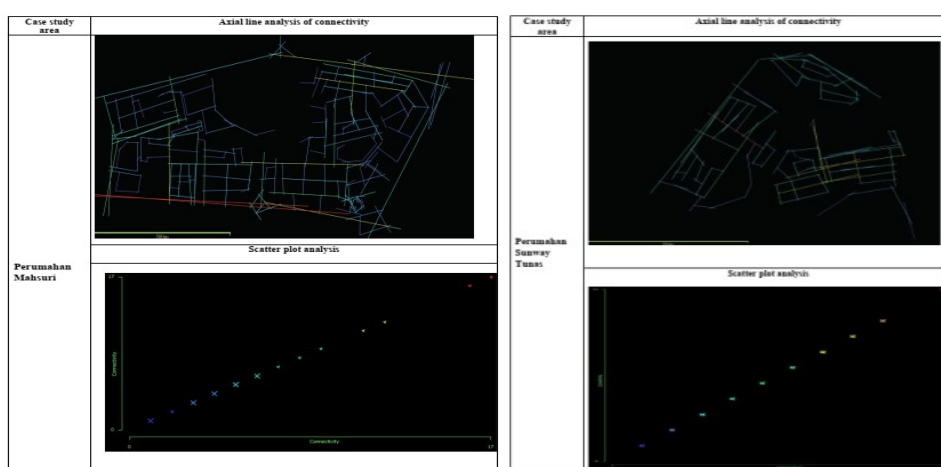 Case study
area
Axial line analysis of connectivity
Scatter plot analysis
Perumahan
Mahsuri
17
Connectivity
0
0
Connectivity
17
Case study
area
Axial line analysis of connectivity
Perumahan
Sunway
Tunas
Scatter plot analysis